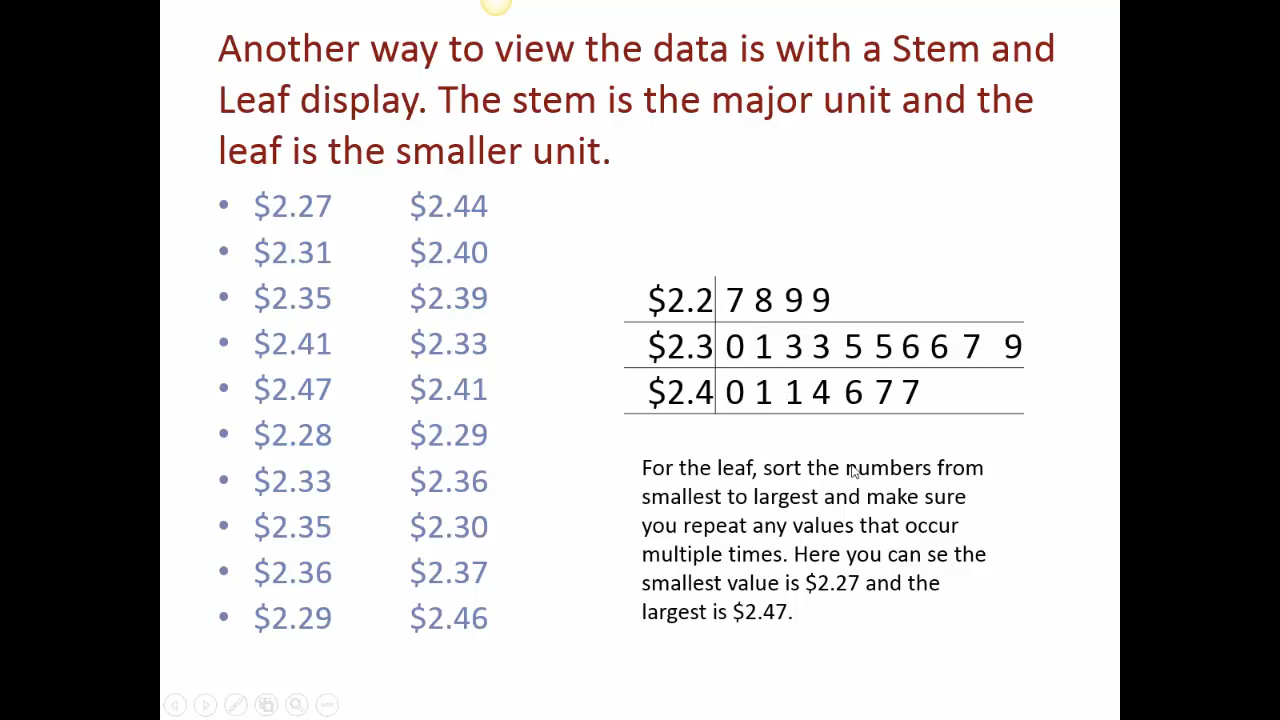 Another way to view the data is with a Stem and
Leaf display. The stem is the major unit and the
leaf is the smaller unit.
• $2.27 $2.44
• $2.31 $2.40
• $2.35 $2.39
• $2.41 $2.33
• $2.47 $2.41
• $2.28 $2.29
• $2.33 $2.36
• $2.35 $2.30
• $2.36 $2.37
• $2.29 $2.46
$2.2 7 8 9 9
$2.3 0 1 3 3 5 5 6 6 7 9
$2.4 0 1 1 4 6 7 7
For the leaf, sort the numbers from
smallest to largest and make sure
you repeat any values that occur
multiple times. Here you can se the
smallest value is $2.27 and the
largest is $2.47.